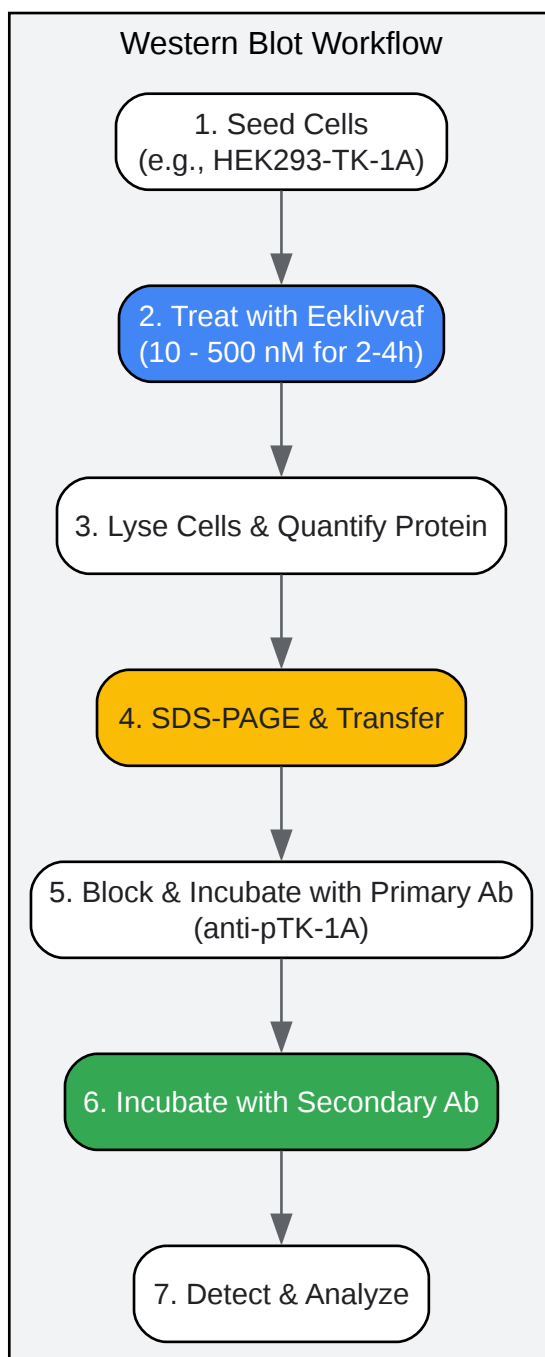 Western Blot Workflow
1. Seed Cells
(e.g., HEK293-TK-1A)
2. Treat with Eeklivvaf
(10 - 500 nM for 2-4h)
3. Lyse Cells & Quantify Protein
4. SDS-PAGE & Transfer
5. Block & Incubate with Primary Ab
(anti-pTK-1A)
6. Incubate with Secondary Ab
7. Detect & Analyze